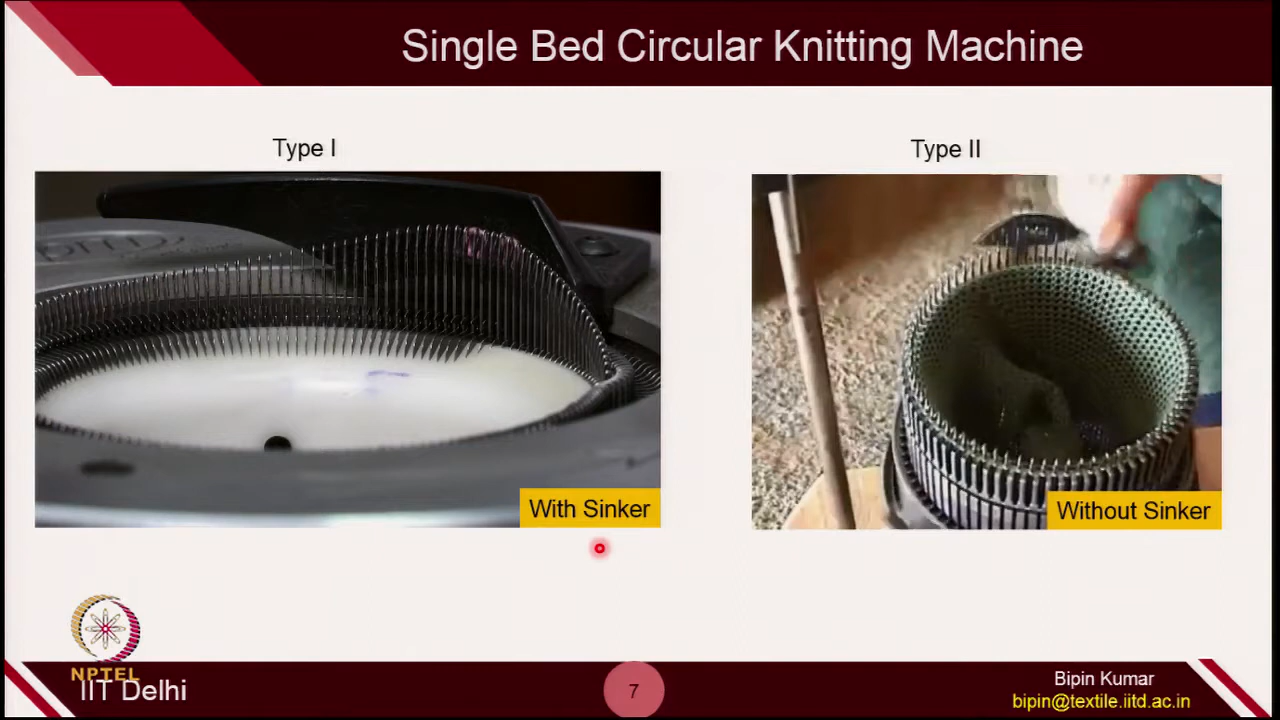 Single Bed Circular Knitting Machine
Type I
Type II
With Sinker
Without Sinker
NPTEL
IIT Delhi
7
Bipin Kumar
bipin@textile.iitd.ac.in